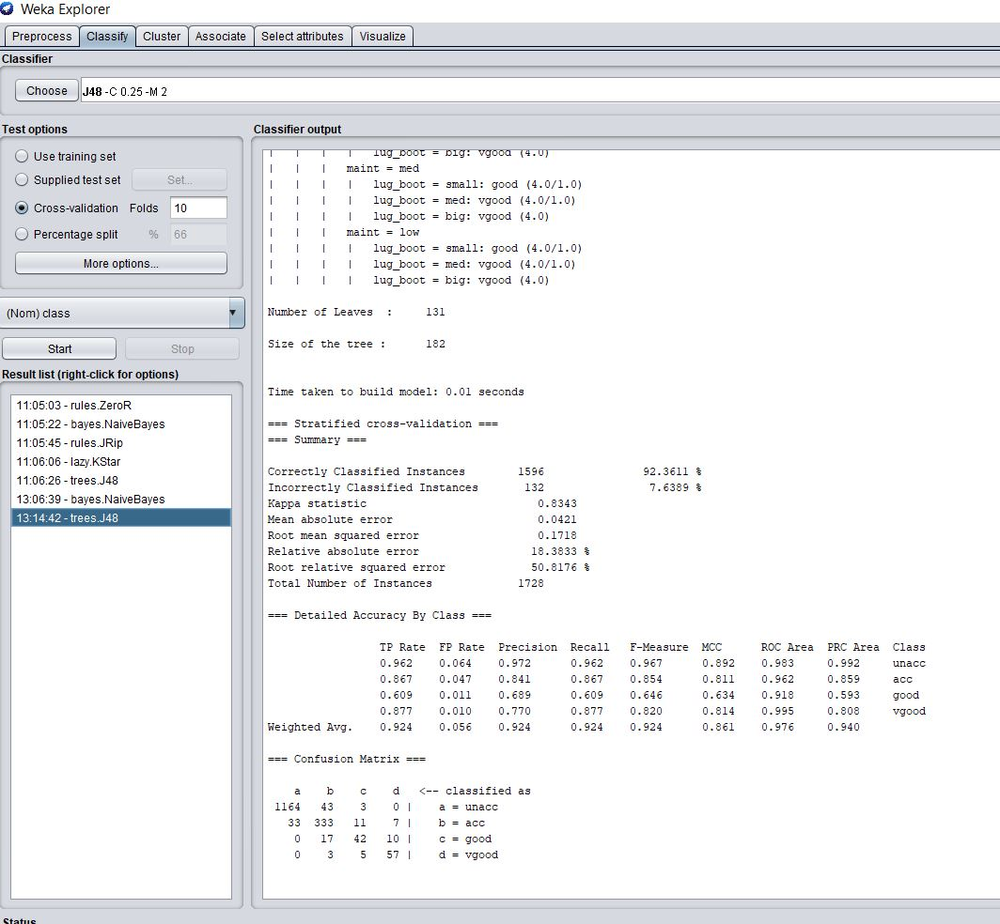 Weka Explorer
Preprocess Classify Cluster Associate Select attributes Visualize
Classifier
Choose J48 -C 0.25 -M 2
Test options
Use training set
Supplied test set Set...
Cross-validation Folds 10
Percentage split % 66
More options...
(Nom) class
Start Stop
Result list (right-click for options)
11:05:03 - rules.ZeroR
11:05:22 - bayes.NaiveBayes
11:05:45 - rules.JRip
11:06:06 - lazy.KStar
11:06:26 - trees.J48
13:06:39 - bayes.NaiveBayes
13:14:42 - trees.J48
Classifier output
|   |   |   |   lug_boot = big: vgood (4.0)
|   |   |   maint = med
|   |   |   |   lug_boot = small: good (4.0/1.0)
|   |   |   |   lug_boot = med: vgood (4.0/1.0)
|   |   |   |   lug_boot = big: vgood (4.0)
|   |   |   maint = low
|   |   |   |   lug_boot = small: good (4.0/1.0)
|   |   |   |   lug_boot = med: vgood (4.0/1.0)
|   |   |   |   lug_boot = big: vgood (4.0)
Number of Leaves  : 131
Size of the tree : 182
Time taken to build model: 0.01 seconds
=== Stratified cross-validation ===
=== Summary ===
Correctly Classified Instances 1596 92.3611 %
Incorrectly Classified Instances 132 7.6389 %
Kappa statistic 0.8343
Mean absolute error 0.0421
Root mean squared error 0.1718
Relative absolute error 18.3833 %
Root relative squared error 50.8176 %
Total Number of Instances 1728
=== Detailed Accuracy By Class ===
TP Rate FP Rate Precision Recall F-Measure MCC ROC Area PRC Area Class
0.962 0.064 0.972 0.962 0.967 0.892 0.983 0.992 unacc
0.867 0.047 0.841 0.867 0.854 0.811 0.962 0.859 acc
0.609 0.011 0.689 0.609 0.646 0.634 0.918 0.593 good
0.877 0.010 0.770 0.877 0.820 0.814 0.995 0.808 vgood
Weighted Avg. 0.924 0.056 0.924 0.924 0.924 0.861 0.976 0.940
=== Confusion Matrix ===
a b c d <-- classified as
1164 43 3 0 | a = unacc
33 333 11 7 | b = acc
0 17 42 10 | c = good
0 3 5 57 | d = vgood
Status